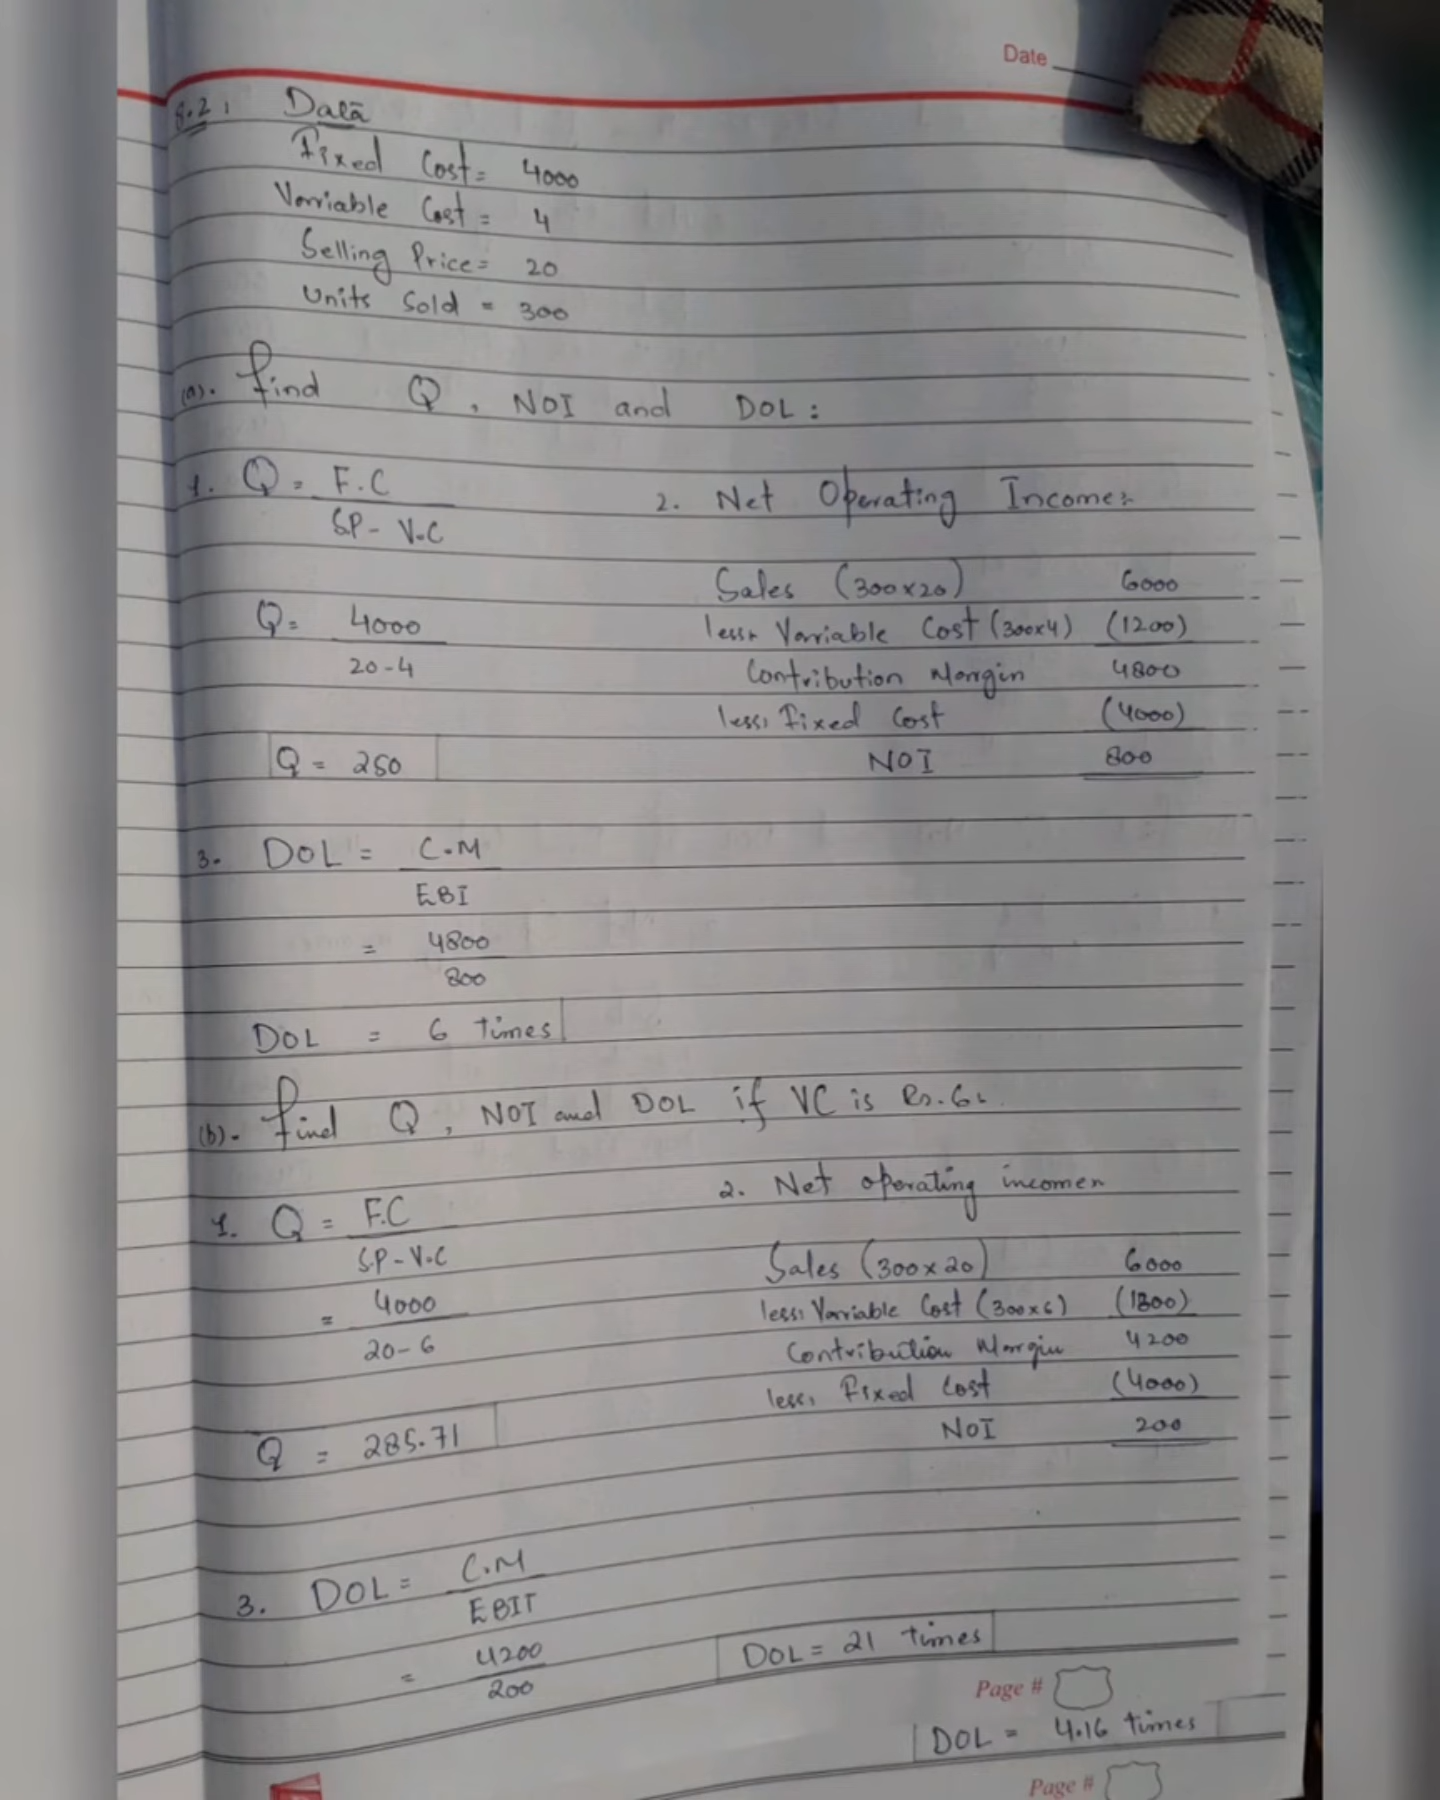 Date
8.2: Data
Fixed Cost = 4000
Variable Cost = 4
Selling Price = 20
Units Sold = 300
(a). find Q, NOI and DOL:
1. Q = F.C
S.P - V.C
Q = 4000
20 - 4
Q = 250
2. Net Operating Income:-
Sales (300x20) 6000
less: Variable Cost (300x4) (1200)
Contribution Margin 4800
less: Fixed Cost (4000)
NOI 800
3. DOL = C.M
EBI
= 4800
800
DOL = 6 times
(b). find Q, NOI and DOL if VC is Rs. 6:
1. Q = F.C
S.P - V.C
= 4000
20 - 6
Q = 285.71
2. Net operating income:
Sales (300x20) 6000
less: Variable Cost (300x6) (1800)
Contribution Margin 4200
less: Fixed Cost (4000)
NOI 200
3. DOL = C.M
EBIT
= 4200
200
DOL = 21 times
Page #
DOL = 4.16 times
Page #